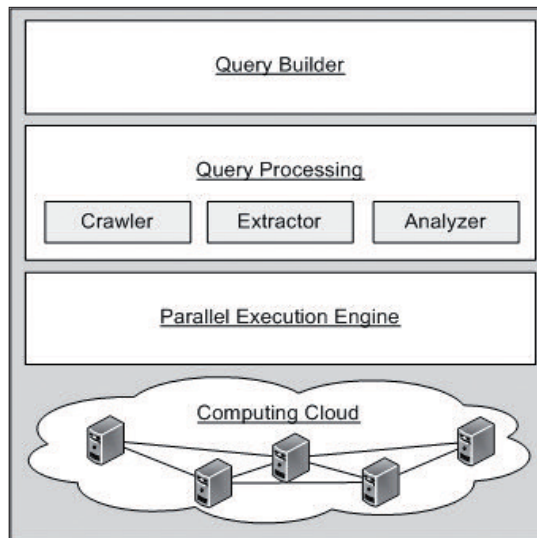 Query Builder
Query Processing
Crawler Extractor Analyzer
Parallel Execution Engine
Computing Cloud